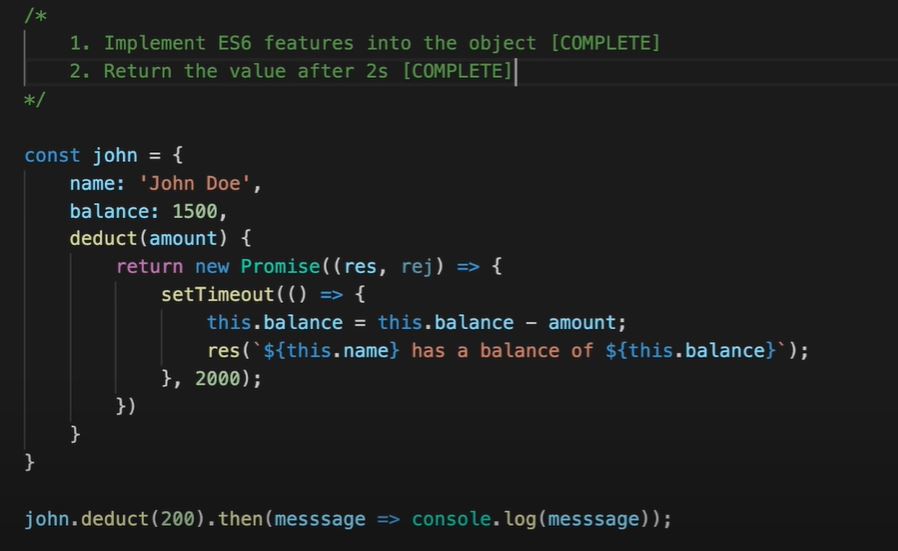 /*
1. Implement ES6 features into the object [COMPLETE]
2. Return the value after 2s [COMPLETE]
*/
const john = {
name: 'John Doe',
balance: 1500,
deduct(amount) {
return new Promise((res, rej) => {
setTimeout(() => {
this.balance = this.balance - amount;
res(`${this.name} has a balance of ${this.balance}`);
}, 2000);
})
}
}
john.deduct(200).then(messsage => console.log(messsage));